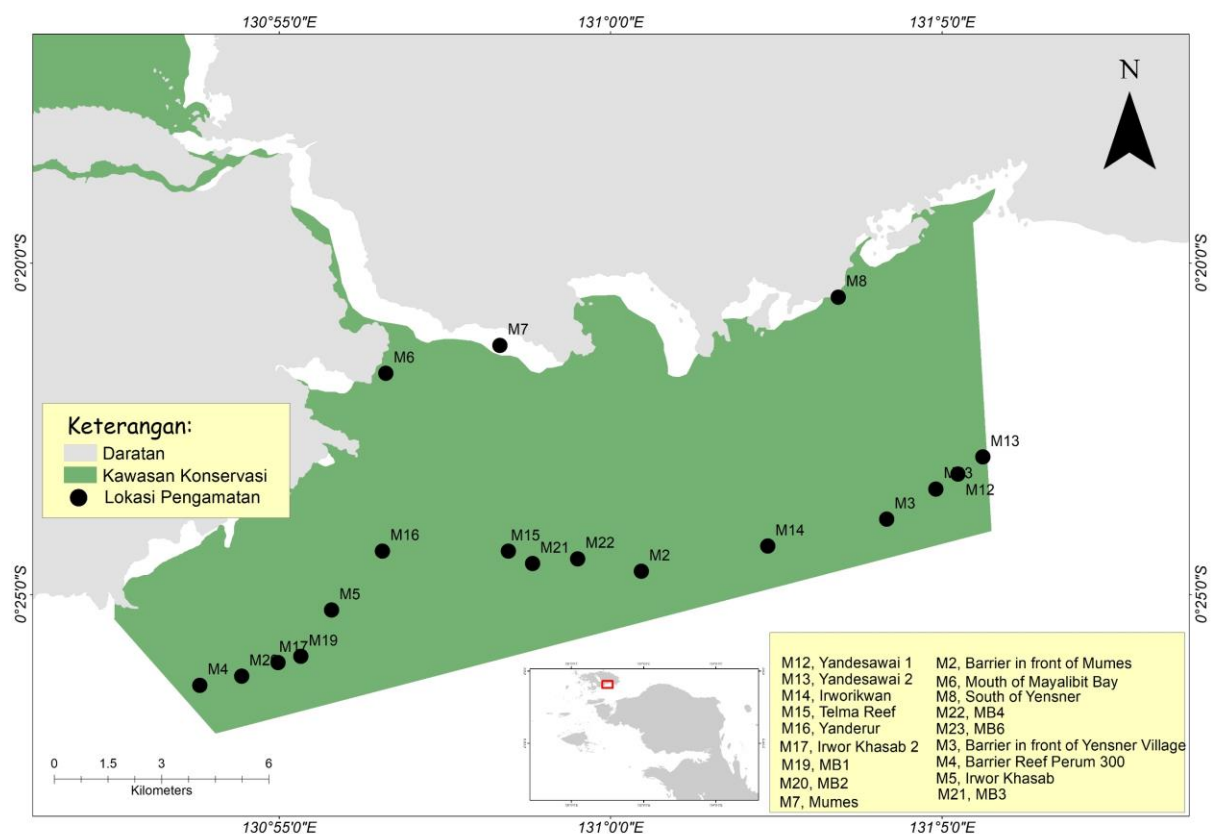 130°55'0"E 131°0'0"E 131°5'0"E
N
0°20'0"S 0°20'0"S
M8
M7
M6
Keterangan:
Daratan
Kawasan Konservasi
Lokasi Pengamatan
M13
M12
M3
M14
M16
M15
M21
M22
M2
M5
M19
M17
M4
0°25'0"S 0°25'0"S
M12, Yandesawai 1
M13, Yandesawai 2
M14, Irworikwan
M15, Telma Reef
M16, Yanderur
M17, Irwor Khasab 2
M19, MB1
M20, MB2
M7, Mumes
M2, Barrier in front of Mumes
M6, Mouth of Mayalibit Bay
M8, South of Yensner
M22, MB4
M23, MB6
M3, Barrier in front of Yensner Village
M4, Barrier Reef Perum 300
M5, Irwor Khasab
M21, MB3
0 1.5 3 6
Kilometers
130°55'0"E 131°0'0"E 131°5'0"E